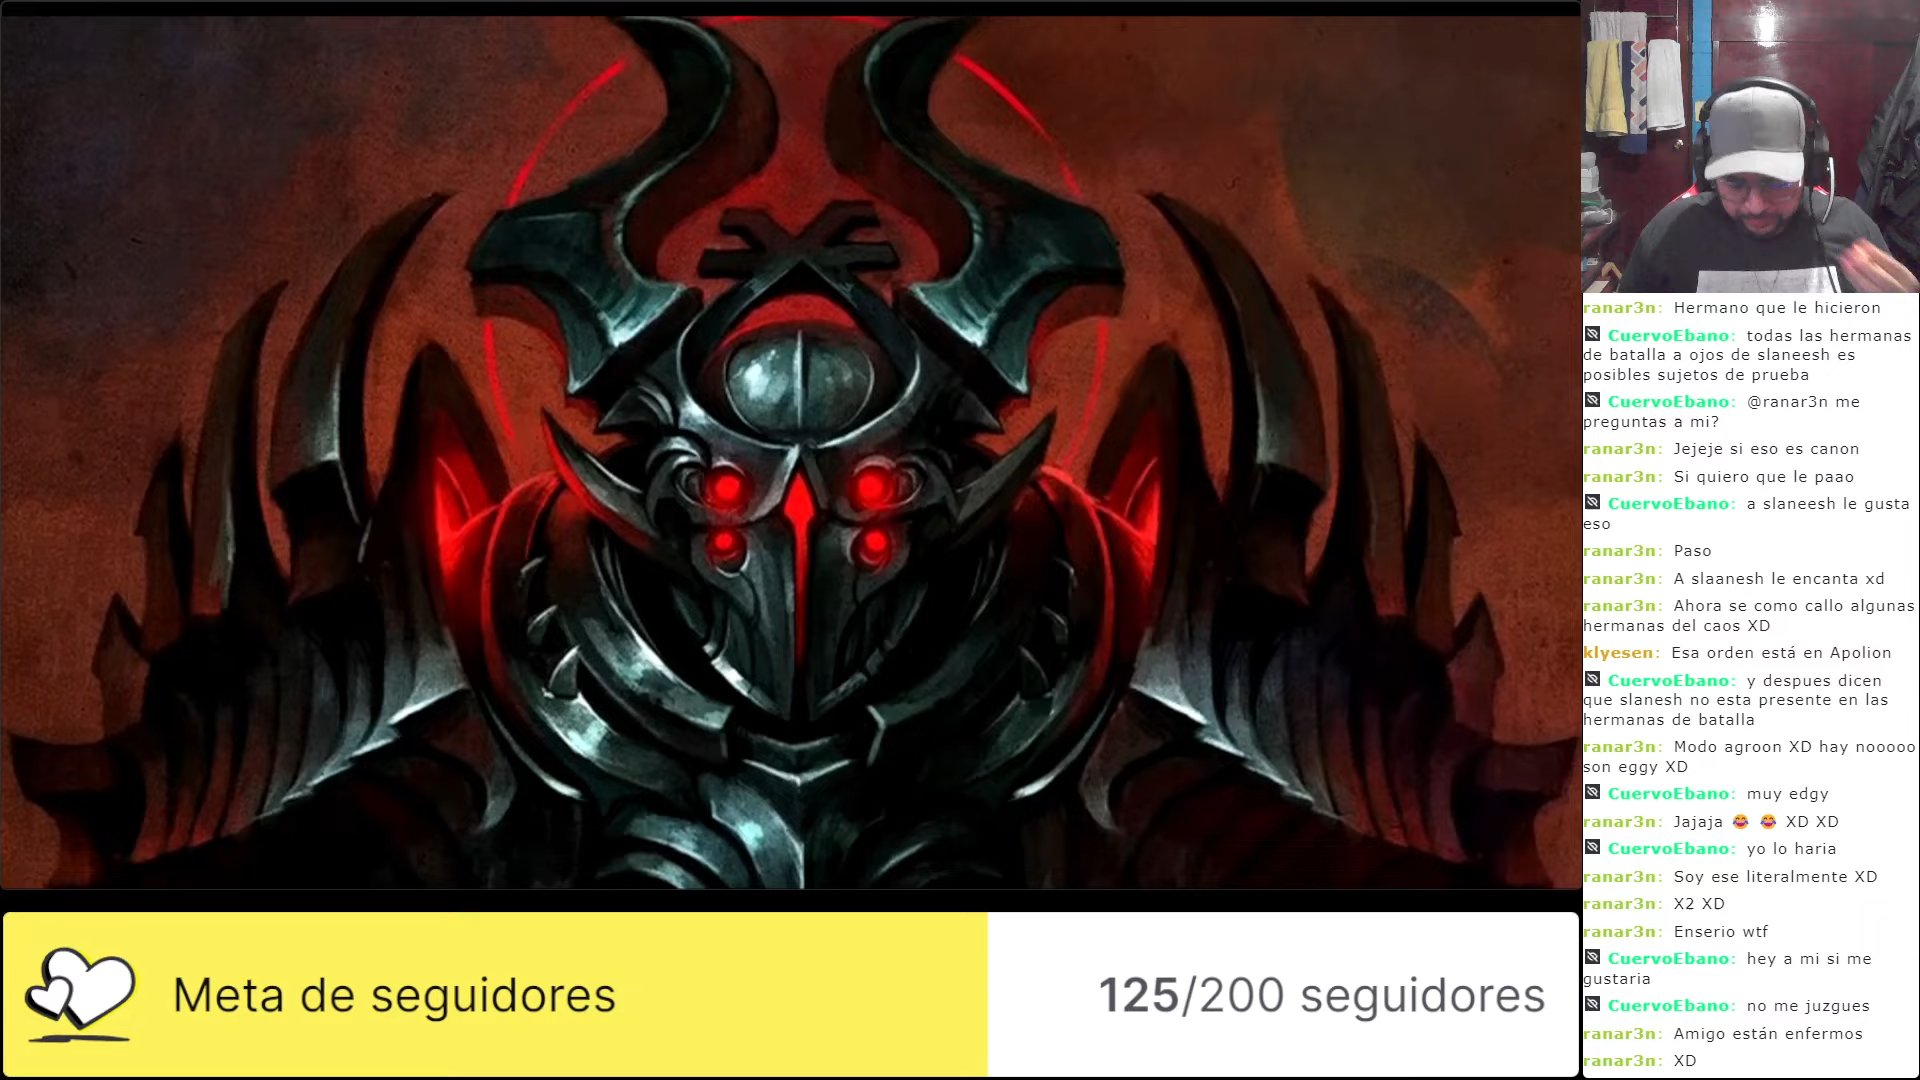 ranar3n: Hermano que le hicieron
CuervoEbano: todas las hermanas
de batalla a ojos de slaneesh es
posibles sujetos de prueba
CuervoEbano: @ranar3n me
preguntas a mi?
ranar3n: Jejeje si eso es canon
ranar3n: Si quiero que le paao
CuervoEbano: a slaneesh le gusta
eso
ranar3n: Paso
ranar3n: A slaanesh le encanta xd
ranar3n: Ahora se como callo algunas
hermanas del caos XD
klyesen: Esa orden está en Apolion
CuervoEbano: y despues dicen
que slanesh no esta presente en las
hermanas de batalla
ranar3n: Modo agroon XD hay nooooo
son eggy XD
CuervoEbano: muy edgy
ranar3n: Jajaja 😂 😂 XD XD
CuervoEbano: yo lo haria
ranar3n: Soy ese literalmente XD
ranar3n: X2 XD
ranar3n: Enserio wtf
CuervoEbano: hey a mi si me
gustaria
CuervoEbano: no me juzgues
ranar3n: Amigo están enfermos
ranar3n: XD
Meta de seguidores
125/200 seguidores